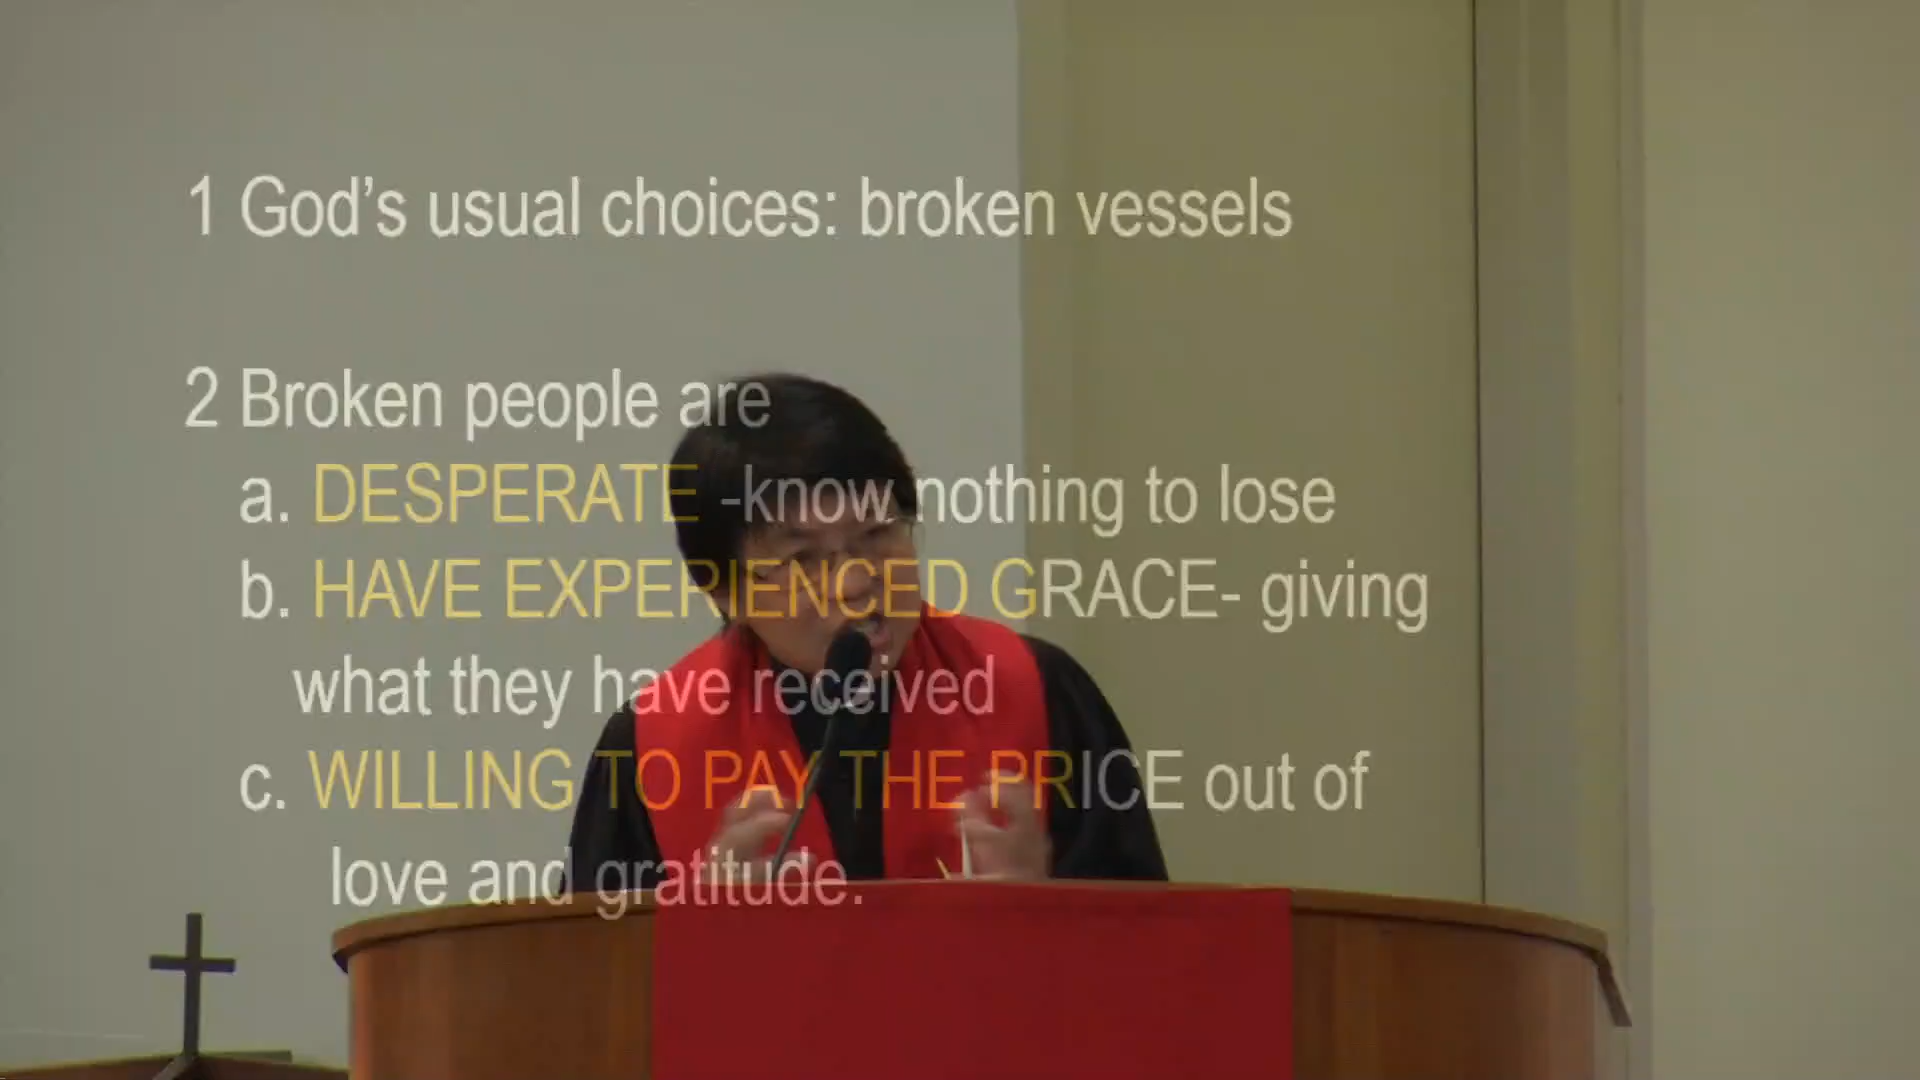 1 God’s usual choices: broken vessels
2 Broken people are
a. DESPERATE -know nothing to lose
b. HAVE EXPERIENCED GRACE- giving
what they have received
c. WILLING TO PAY THE PRICE out of
love and gratitude.